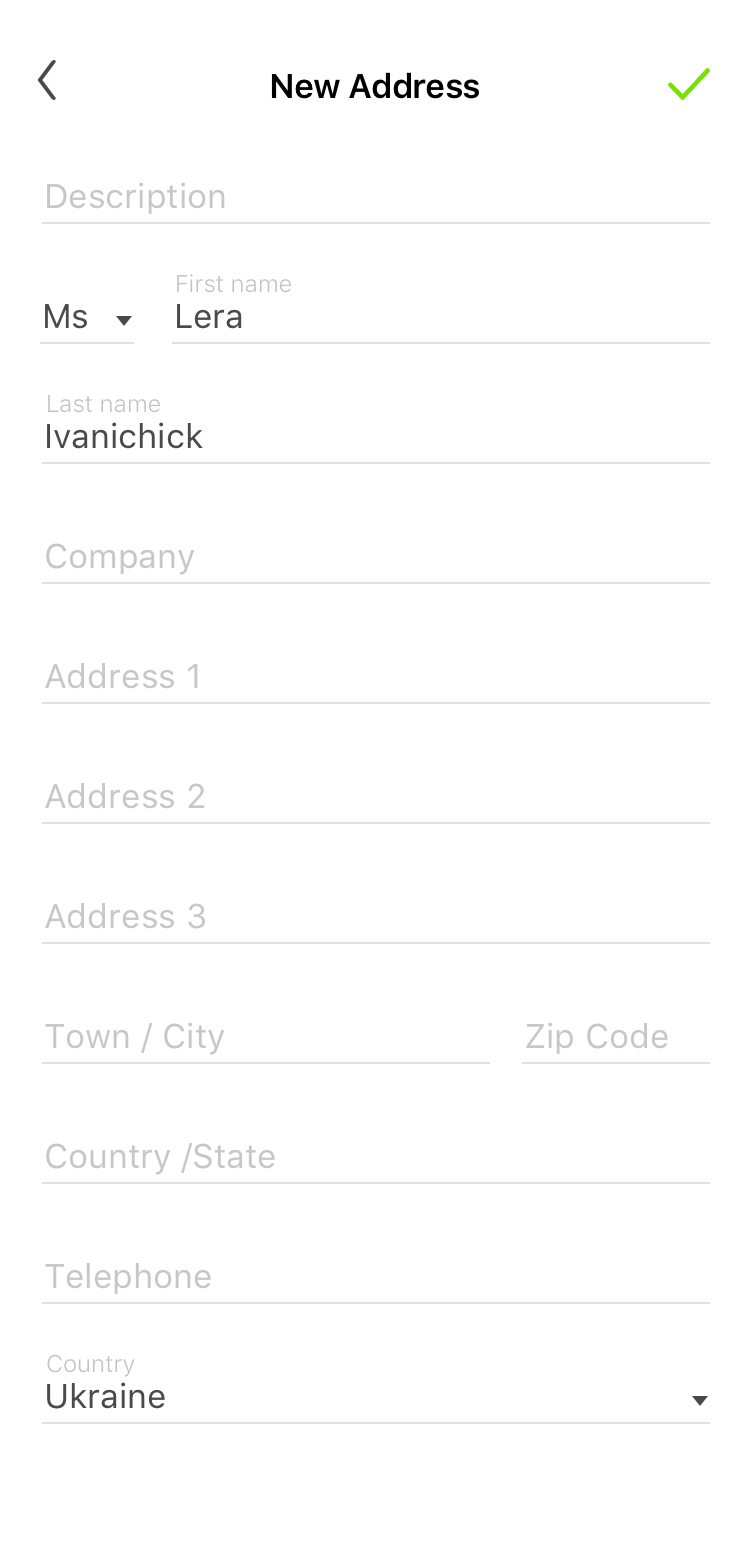 New Address
Description
First name
Ms Lera
Last name
Ivanichick
Company
Address 1
Address 2
Address 3
Town / City Zip Code
Country /State
Telephone
Country
Ukraine